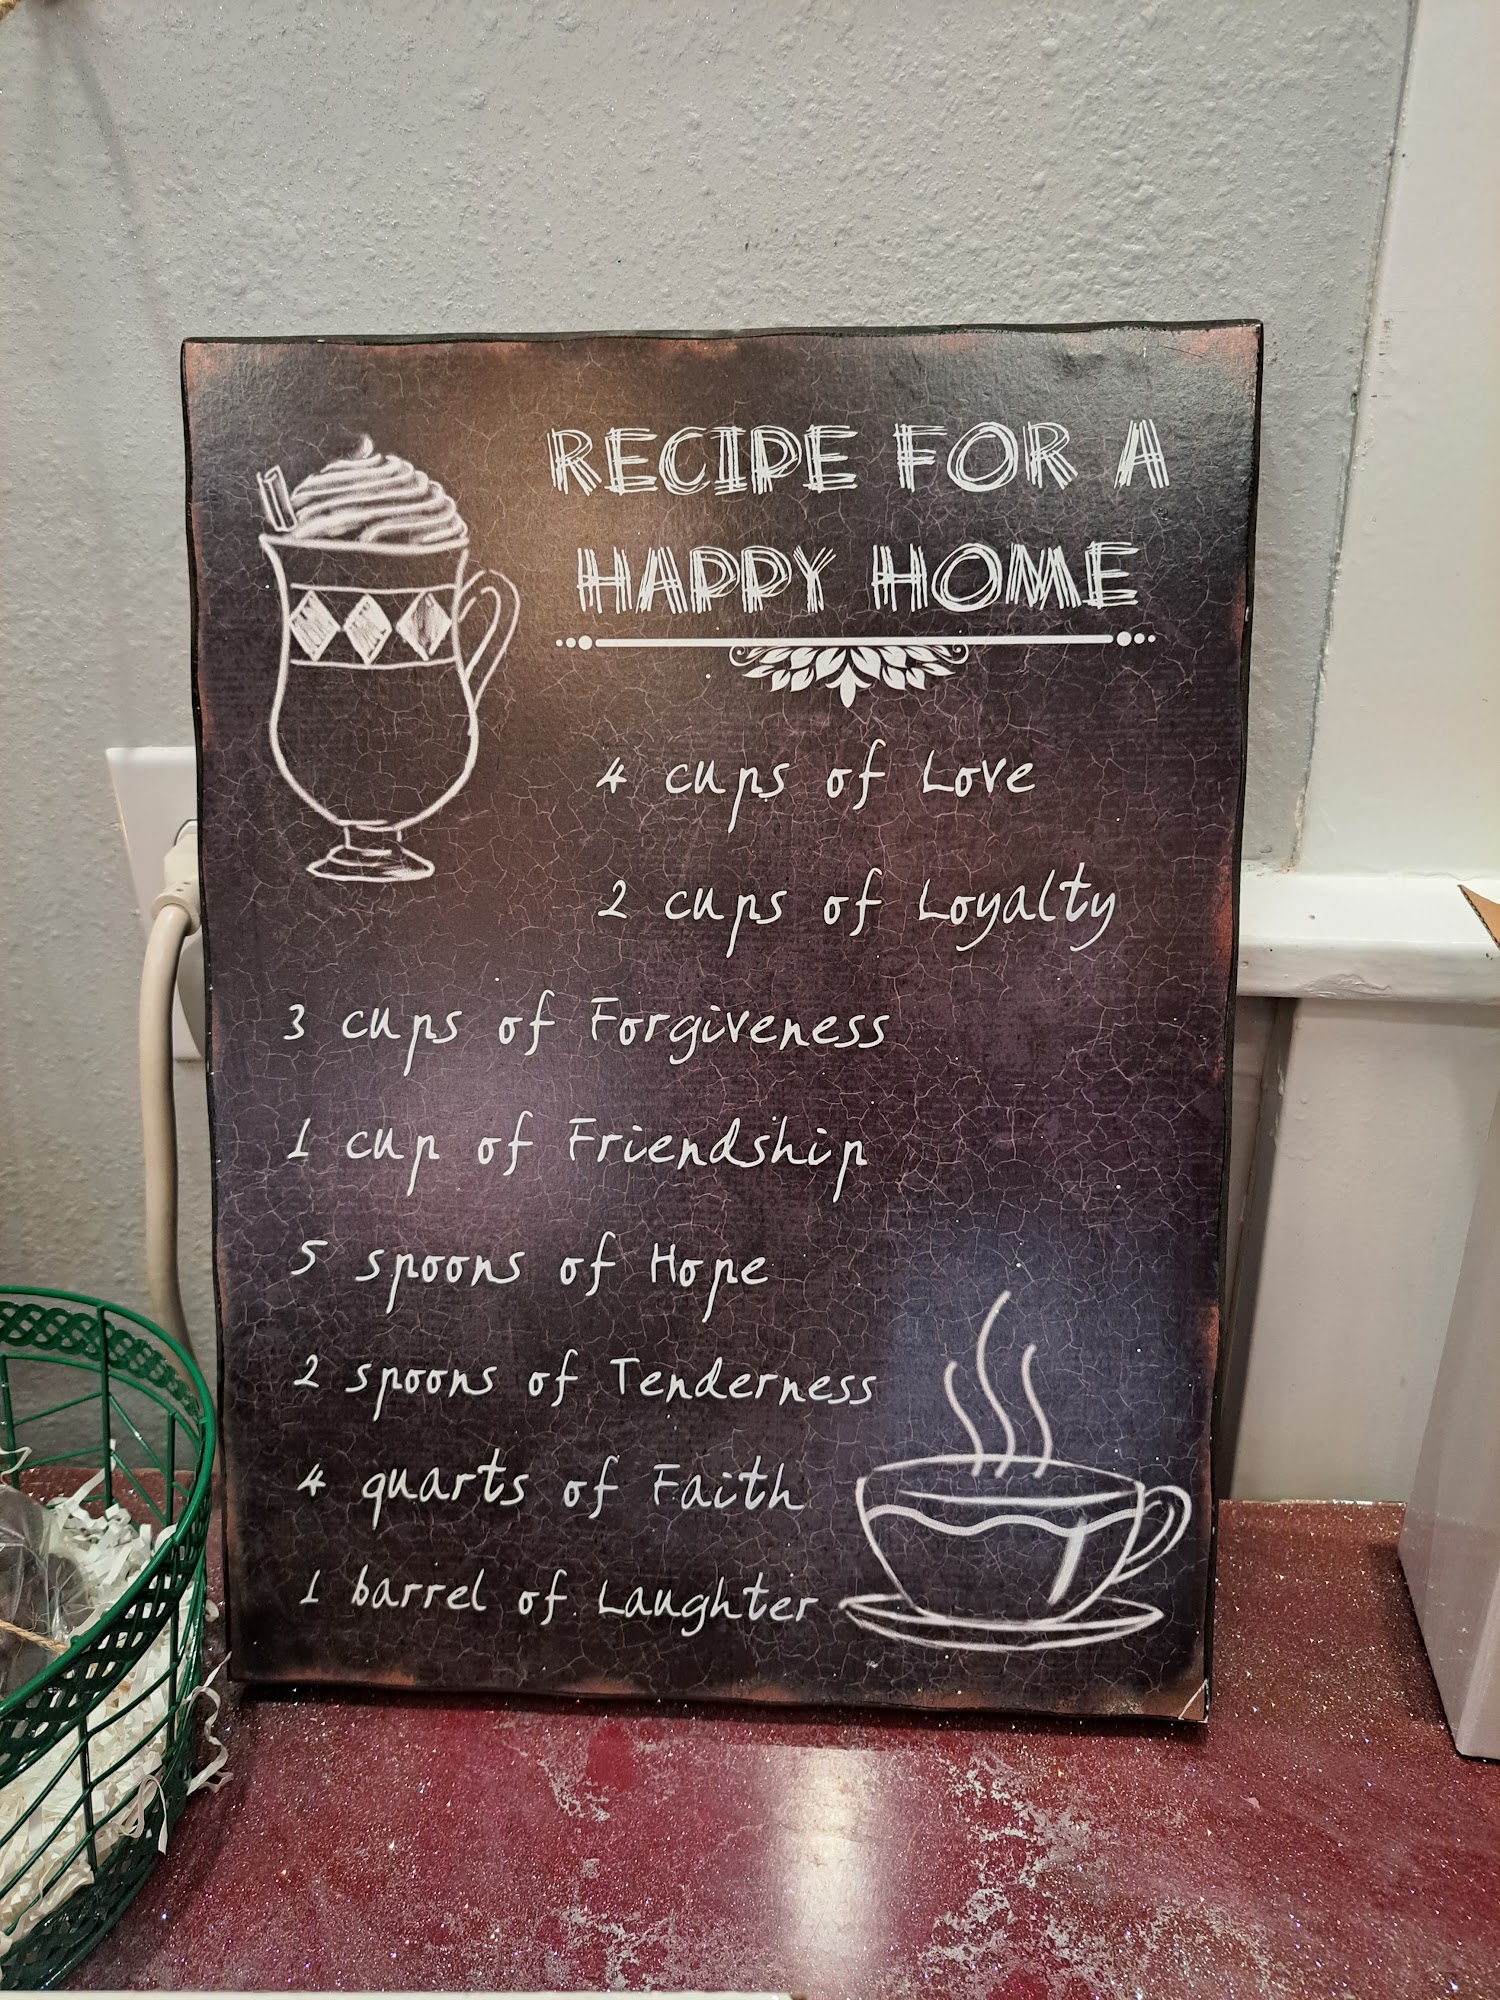 RECIPE FOR A
HAPPY HOME
4 cups of Love
2 cups of Loyalty
3 cups of Forgiveness
1 cup of Friendship
5 spoons of Hope
2 spoons of Tenderness
4 quarts of Faith
1 barrel of Laughter